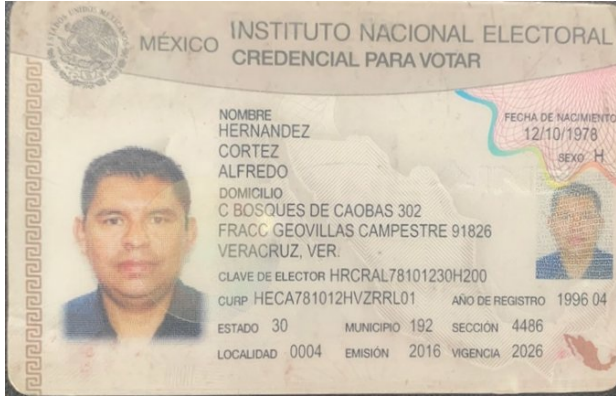 MÉXICO INSTITUTO NACIONAL ELECTORAL
CREDENCIAL PARA VOTAR
NOMBRE
HERNANDEZ
CORTEZ
ALFREDO
FECHA DE NACIMIENTO
12/10/1978
SEXO H
DOMICILIO
C BOSQUES DE CAOBAS 302
FRACC GEOVILLAS CAMPESTRE 91826
VERACRUZ, VER.
CLAVE DE ELECTOR HRCRAL78101230H200
CURP HECA781012HVZRRL01 AÑO DE REGISTRO 1996 04
ESTADO 30 MUNICIPIO 192 SECCIÓN 4486
LOCALIDAD 0004 EMISIÓN 2016 VIGENCIA 2026